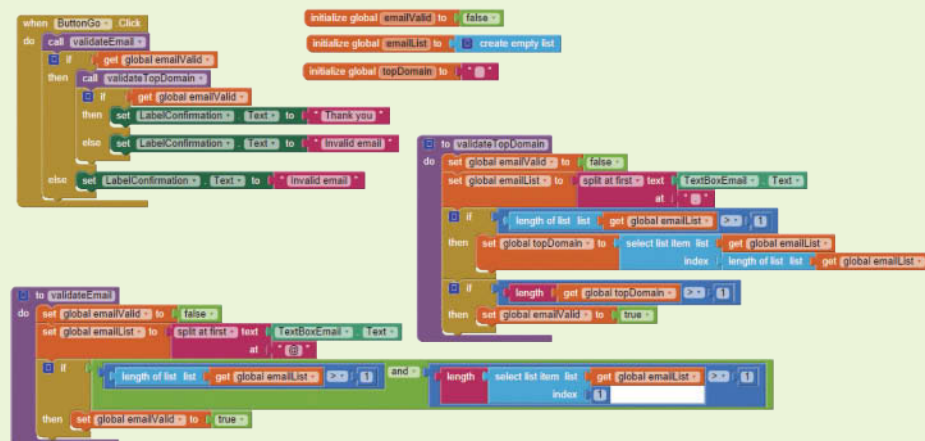 when ButtonGo .Click
do call validateEmail
if get global emailValid
then call validateTopDomain
if get global emailValid
then set LabelConfirmation . Text to " Thank you "
else set LabelConfirmation . Text to " Invalid email "
else set LabelConfirmation . Text to " Invalid email "
initialize global emailValid to false
initialize global emailList to create empty list
initialize global topDomain to " "
to validateTopDomain
do set global emailValid to false
set global emailList to split at first text TextBoxEmail . Text
at " . "
if length of list list get global emailList > 1
then set global topDomain to select list item list get global emailList
index length of list list get global emailList
if length get global topDomain > 1
then set global emailValid to true
to validateEmail
do set global emailValid to false
set global emailList to split at first text TextBoxEmail . Text
at " @ "
if length of list list get global emailList > 1 and length select list item list get global emailList > 1
index 1
then set global emailValid to true